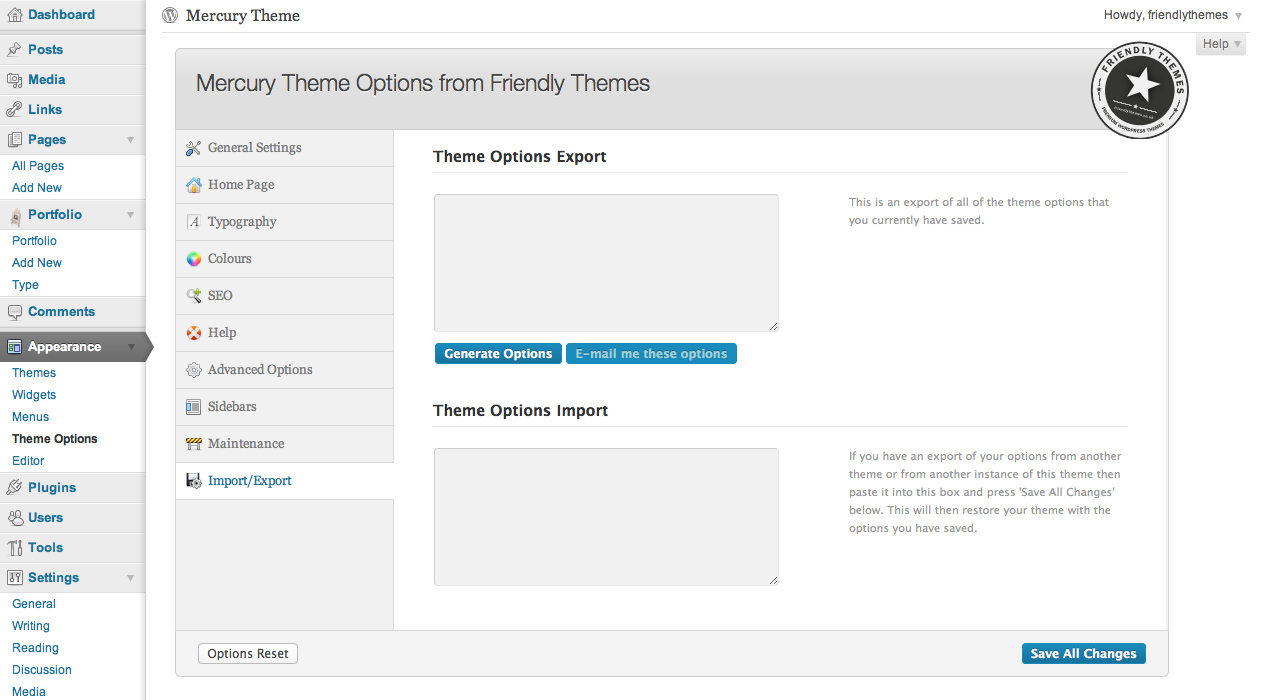 Dashboard
Posts
Media
Links
Pages
All Pages
Add New
Portfolio
Portfolio
Add New
Type
Comments
Appearance
Themes
Widgets
Menus
Theme Options
Editor
Plugins
Users
Tools
Settings
General
Writing
Reading
Discussion
Media
Mercury Theme
Howdy, friendlythemes
Help
Mercury Theme Options from Friendly Themes
FRIENDLY THEMES
PREMIUM WORDPRESS THEMES
General Settings
Home Page
Typography
Colours
SEO
Help
Advanced Options
Sidebars
Maintenance
Import/Export
Theme Options Export
This is an export of all of the theme options that
you currently have saved.
Generate Options
E-mail me these options
Theme Options Import
If you have an export of your options from another
theme or from another instance of this theme then
paste it into this box and press 'Save All Changes'
below. This will then restore your theme with the
options you have saved.
Options Reset
Save All Changes